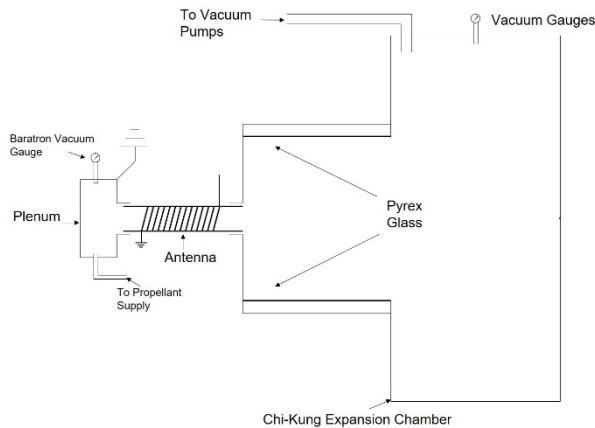 To Vacuum
Pumps
Vacuum Gauges
Baratron Vacuum
Gauge
Plenum
Pyrex
Glass
Antenna
To Propellant
Supply
Chi-Kung Expansion Chamber